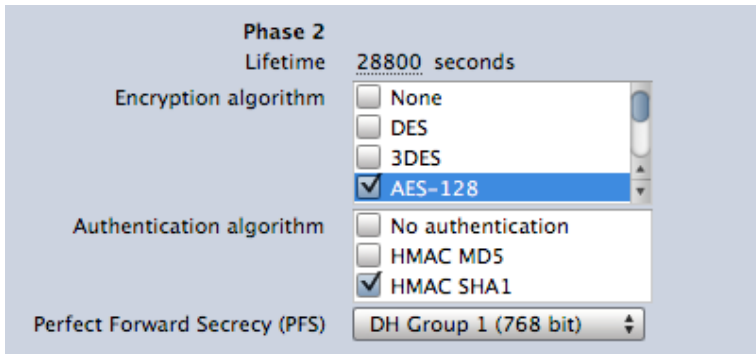 Phase 2
Lifetime 28800 seconds
Encryption algorithm None
DES
3DES
AES-128
Authentication algorithm No authentication
HMAC MD5
HMAC SHA1
Perfect Forward Secrecy (PFS) DH Group 1 (768 bit)